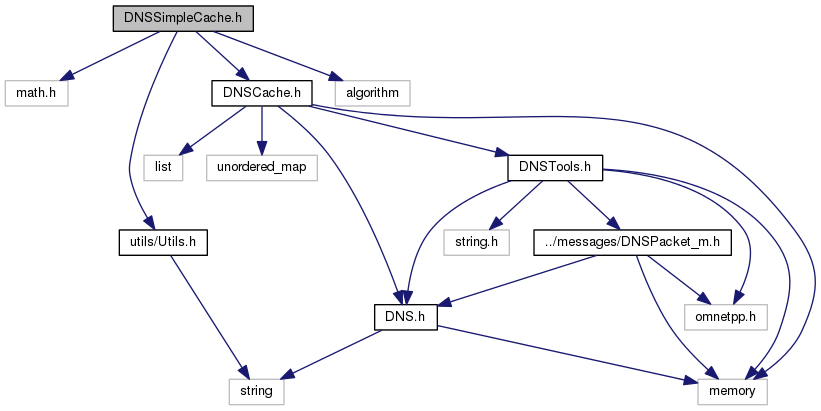 DNSSimpleCache.h
math.h
DNSCache.h
algorithm
list
unordered_map
DNSTools.h
utils/Utils.h
string.h
../messages/DNSPacket_m.h
DNS.h
omnetpp.h
string
memory